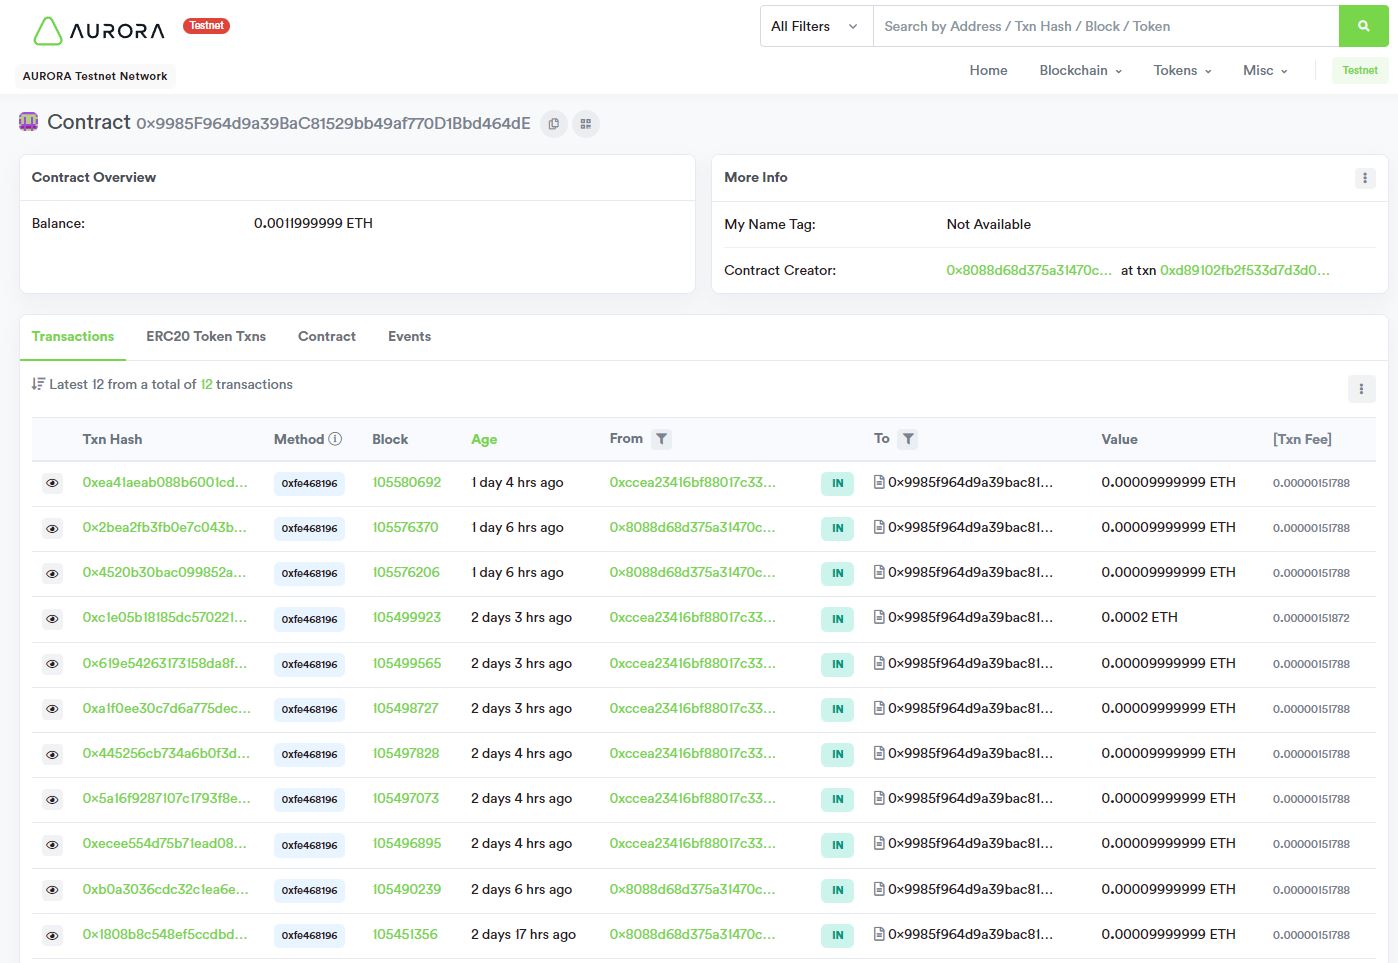 AURORA Testnet
All Filters Search by Address / Txn Hash / Block / Token
AURORA Testnet Network
Home Blockchain Tokens Misc Testnet
Contract 0x9985F964d9a39BaC81529bb49af770D1Bbd464dE
Contract Overview
Balance: 0.0011999999 ETH
More Info
My Name Tag: Not Available
Contract Creator: 0x8088d68d375a31470c... at txn 0xd89102fb2f533d7d3d0...
Transactions ERC20 Token Txns Contract Events
Latest 12 from a total of 12 transactions
Txn Hash Method Block Age From To Value [Txn Fee]
0xea41aeab088b6001cd... 0xfe468196 105580692 1 day 4 hrs ago 0xccea23416bf88017c33... IN 0x9985f964d9a39bac81... 0.00009999999 ETH 0.00000151788
0x2bea2fb3fb0e7c043b... 0xfe468196 105576370 1 day 6 hrs ago 0x8088d68d375a31470c... IN 0x9985f964d9a39bac81... 0.00009999999 ETH 0.00000151788
0x4520b30bac099852a... 0xfe468196 105576206 1 day 6 hrs ago 0x8088d68d375a31470c... IN 0x9985f964d9a39bac81... 0.00009999999 ETH 0.00000151788
0xc1e05b18185dc570221... 0xfe468196 105499923 2 days 3 hrs ago 0xccea23416bf88017c33... IN 0x9985f964d9a39bac81... 0.0002 ETH 0.00000151872
0x619e54263173158da8f... 0xfe468196 105499565 2 days 3 hrs ago 0xccea23416bf88017c33... IN 0x9985f964d9a39bac81... 0.00009999999 ETH 0.00000151788
0xa1f0ee30c7d6a775dec... 0xfe468196 105498727 2 days 3 hrs ago 0xccea23416bf88017c33... IN 0x9985f964d9a39bac81... 0.00009999999 ETH 0.00000151788
0x445256cb734a6b0f3d... 0xfe468196 105497828 2 days 4 hrs ago 0xccea23416bf88017c33... IN 0x9985f964d9a39bac81... 0.00009999999 ETH 0.00000151788
0x5a16f9287107c1793f8e... 0xfe468196 105497073 2 days 4 hrs ago 0xccea23416bf88017c33... IN 0x9985f964d9a39bac81... 0.00009999999 ETH 0.00000151788
0xecee554d75b71ead08... 0xfe468196 105496895 2 days 4 hrs ago 0xccea23416bf88017c33... IN 0x9985f964d9a39bac81... 0.00009999999 ETH 0.00000151788
0xb0a3036cdc32c1ea6e... 0xfe468196 105490239 2 days 6 hrs ago 0x8088d68d375a31470c... IN 0x9985f964d9a39bac81... 0.00009999999 ETH 0.00000151788
0x1808b8c548ef5ccdbd... 0xfe468196 105451356 2 days 17 hrs ago 0x8088d68d375a31470c... IN 0x9985f964d9a39bac81... 0.00009999999 ETH 0.00000151788